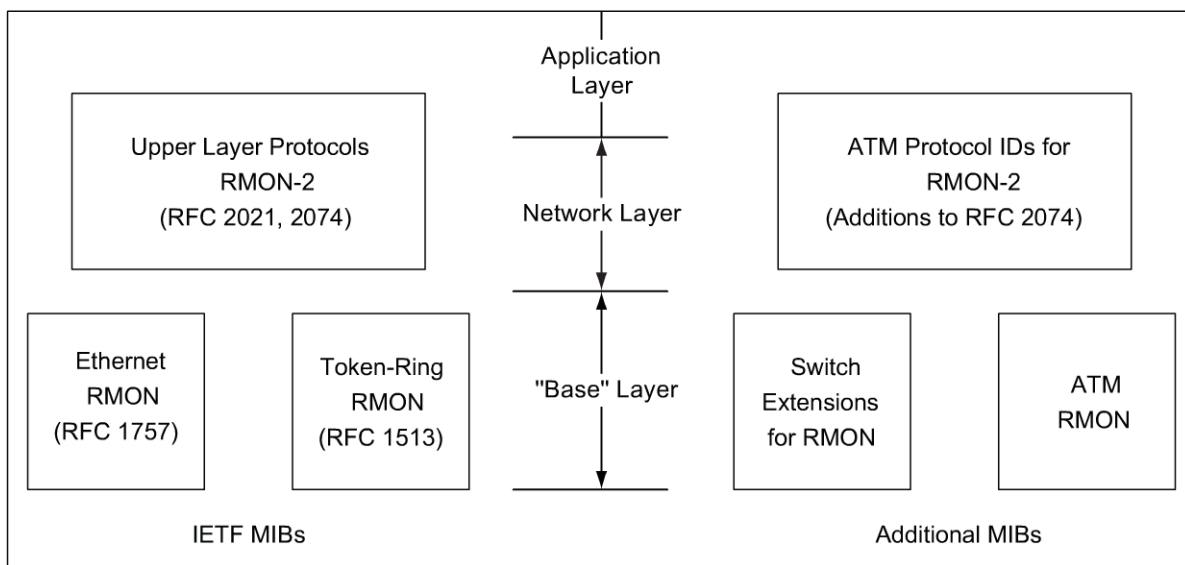 Application
Layer
Upper Layer Protocols
RMON-2
(RFC 2021, 2074)
Network Layer
ATM Protocol IDs for
RMON-2
(Additions to RFC 2074)
Ethernet
RMON
(RFC 1757)
Token-Ring
RMON
(RFC 1513)
"Base" Layer
Switch
Extensions
for RMON
ATM
RMON
IETF MIBs
Additional MIBs